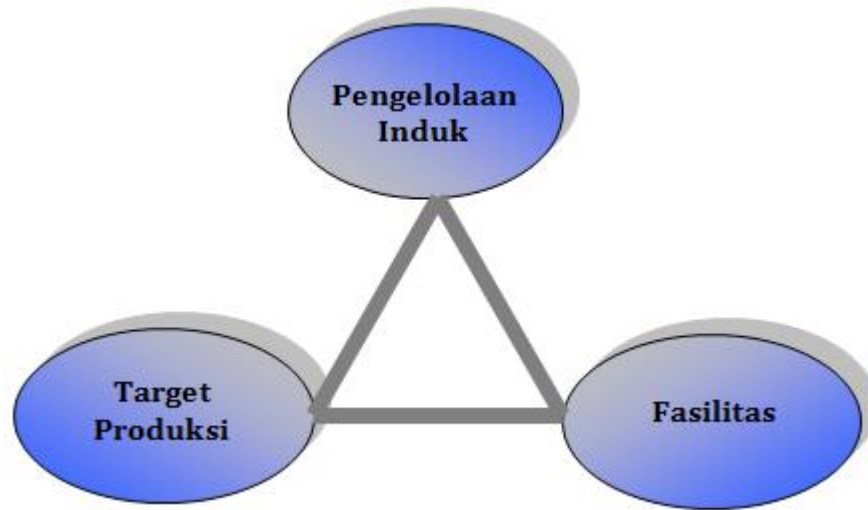 Pengelolaan
Induk
Target
Produksi
Fasilitas